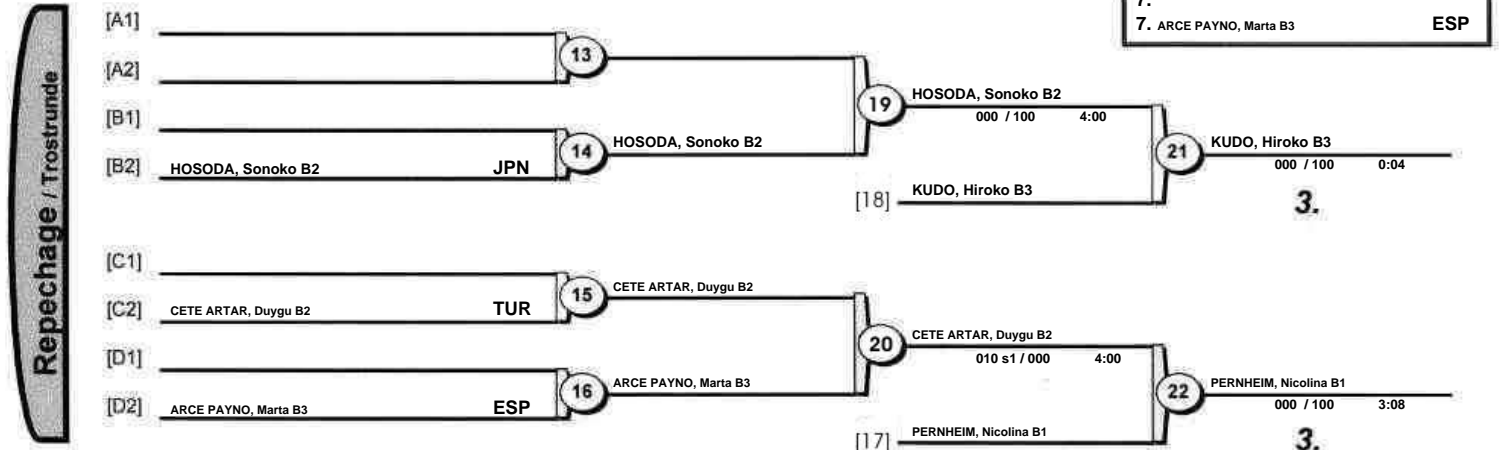 7.
7. ARCE PAYNO, Marta B3 ESP
Repechage / Trostrunde
[A1]
13
[A2]
19
HOSODA, Sonoko B2
000 / 100 4:00
[B1]
14
HOSODA, Sonoko B2
21
KUDO, Hiroko B3
000 / 100 0:04
[B2] HOSODA, Sonoko B2 JPN
[18] KUDO, Hiroko B3
3.
[C1]
15
CETE ARTAR, Duygu B2
[C2] CETE ARTAR, Duygu B2 TUR
20
CETE ARTAR, Duygu B2
010 s1 / 000 4:00
[D1]
16
ARCE PAYNO, Marta B3
22
PERNHEIM, Nicolina B1
000 / 100 3:08
[D2] ARCE PAYNO, Marta B3 ESP
[17] PERNHEIM, Nicolina B1
3.